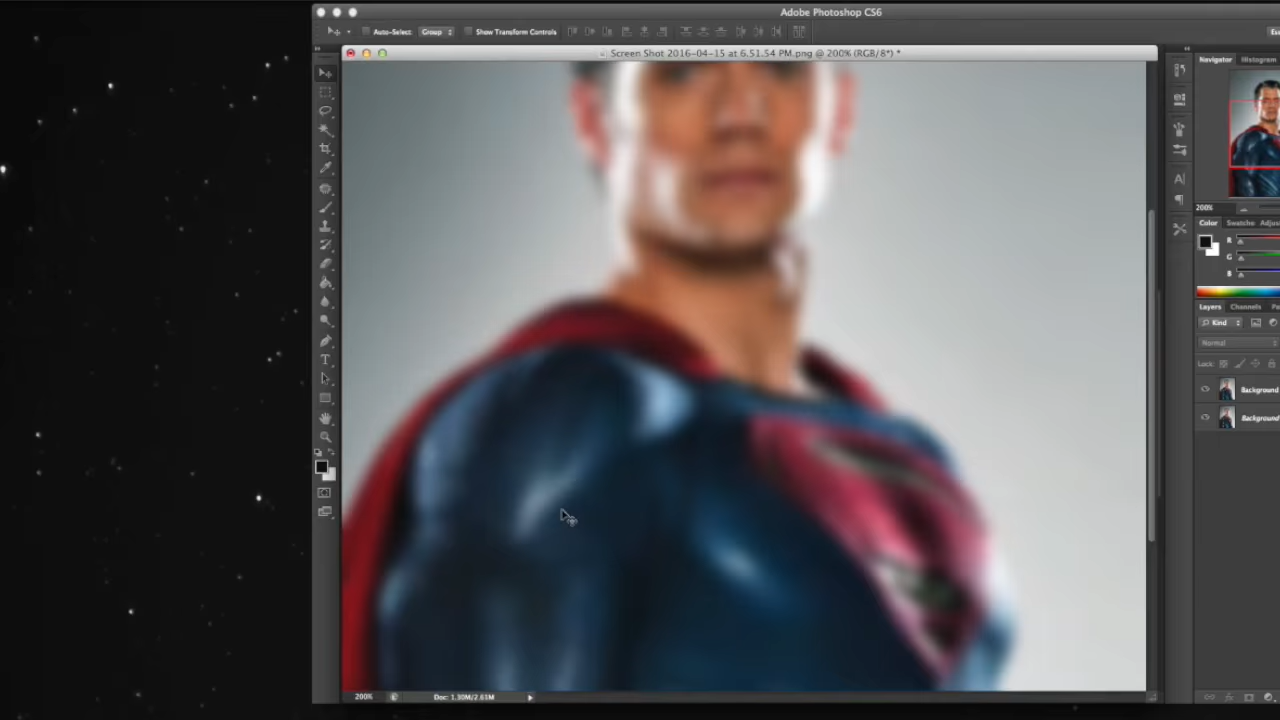 Adobe Photoshop CS6
Auto-Select: Group Show Transform Controls
Screen Shot 2016-04-15 at 6.51.54 PM.png @ 200% (RGB/8*) *
Navigator Histogram
200%
Color Swatches
R
G
B
Layers Channels
Kind
Normal
Lock:
Background
Background
200% Doc: 1.30M/2.61M